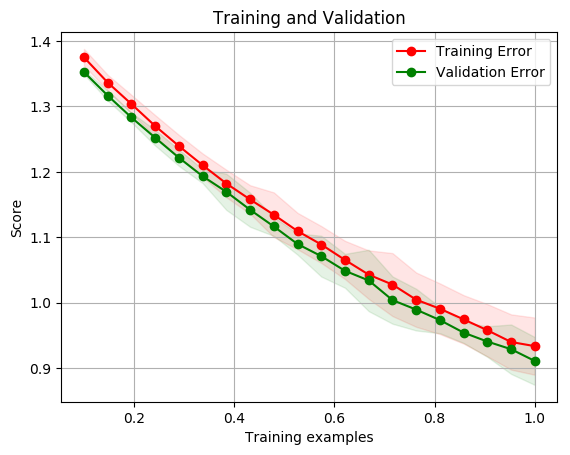 Training and Validation
Training Error
Validation Error
Score
1.4
1.3
1.2
1.1
1.0
0.9
0.2
0.4
0.6
0.8
1.0
Training examples